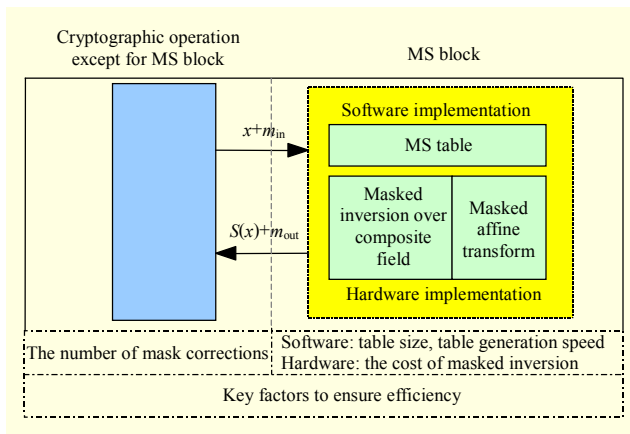 Cryptographic operation
except for MS block
MS block
x+m_in
S(x)+m_out
Software implementation
MS table
Masked
inversion over
composite
field
Masked
affine
transform
Hardware implementation
The number of mask corrections
Software: table size, table generation speed
Hardware: the cost of masked inversion
Key factors to ensure efficiency